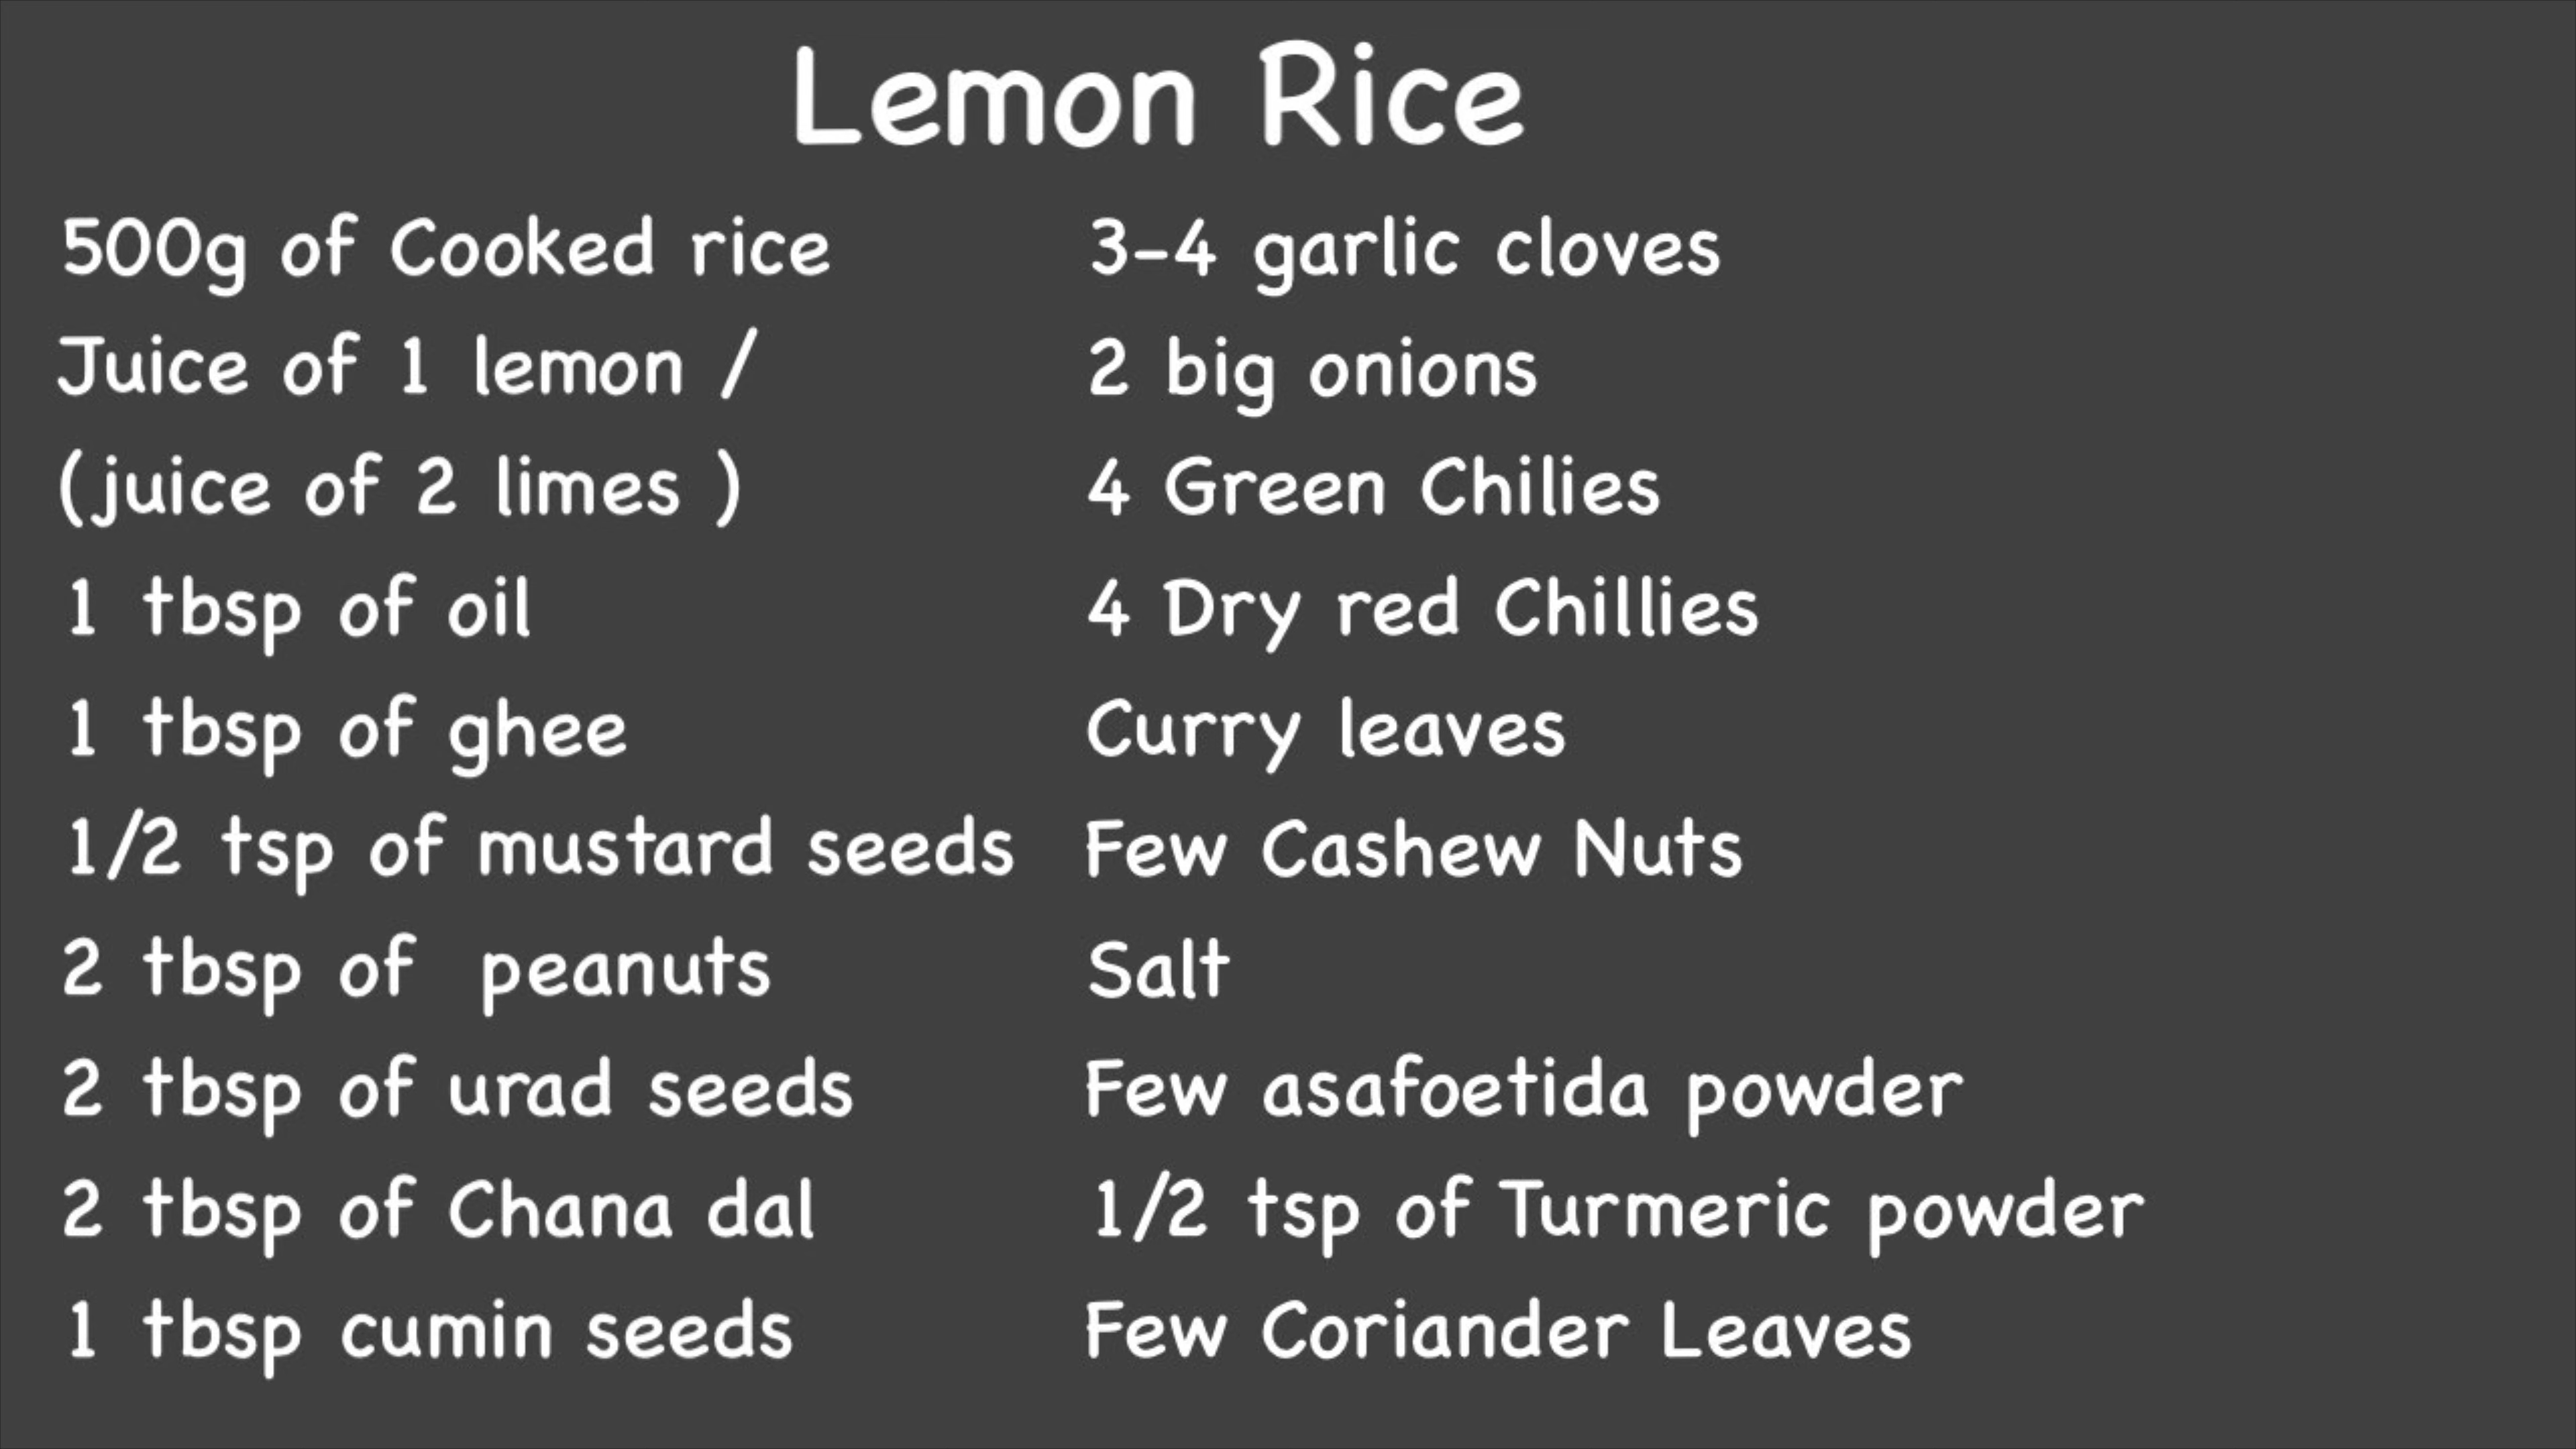 Lemon Rice
500g of Cooked rice
Juice of 1 lemon /
(juice of 2 limes )
1 tbsp of oil
1 tbsp of ghee
1/2 tsp of mustard seeds
2 tbsp of  peanuts
2 tbsp of urad seeds
2 tbsp of Chana dal
1 tbsp cumin seeds
3-4 garlic cloves
2 big onions
4 Green Chilies
4 Dry red Chillies
Curry leaves
Few Cashew Nuts
Salt
Few asafoetida powder
1/2 tsp of Turmeric powder
Few Coriander Leaves